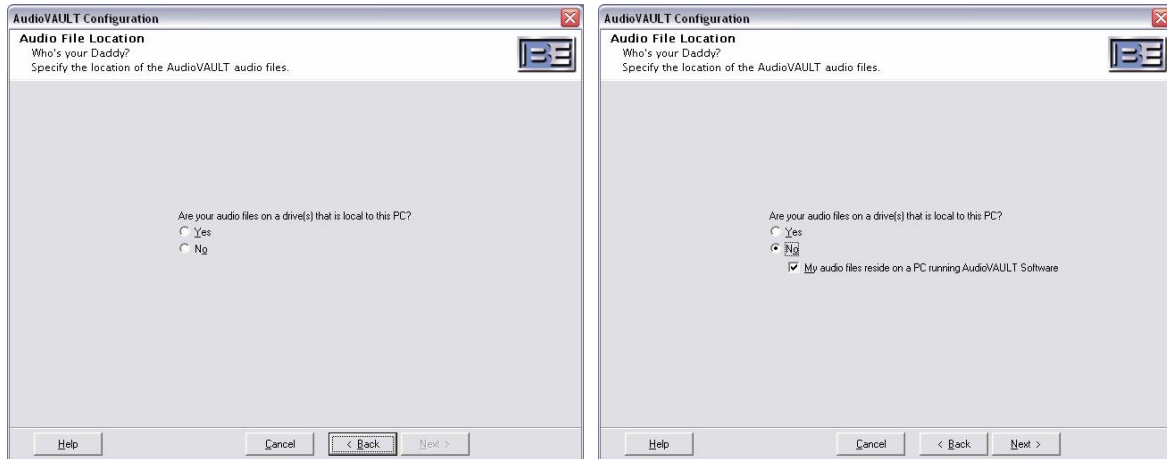 AudioVAULT Configuration
Audio File Location
Who's your Daddy?
Specify the location of the AudioVAULT audio files.
BE
Are your audio files on a drive(s) that is local to this PC?
Yes
No
Help
Cancel
< Back
Next >
AudioVAULT Configuration
Audio File Location
Who's your Daddy?
Specify the location of the AudioVAULT audio files.
BE
Are your audio files on a drive(s) that is local to this PC?
Yes
No
My audio files reside on a PC running AudioVAULT Software
Help
Cancel
< Back
Next >